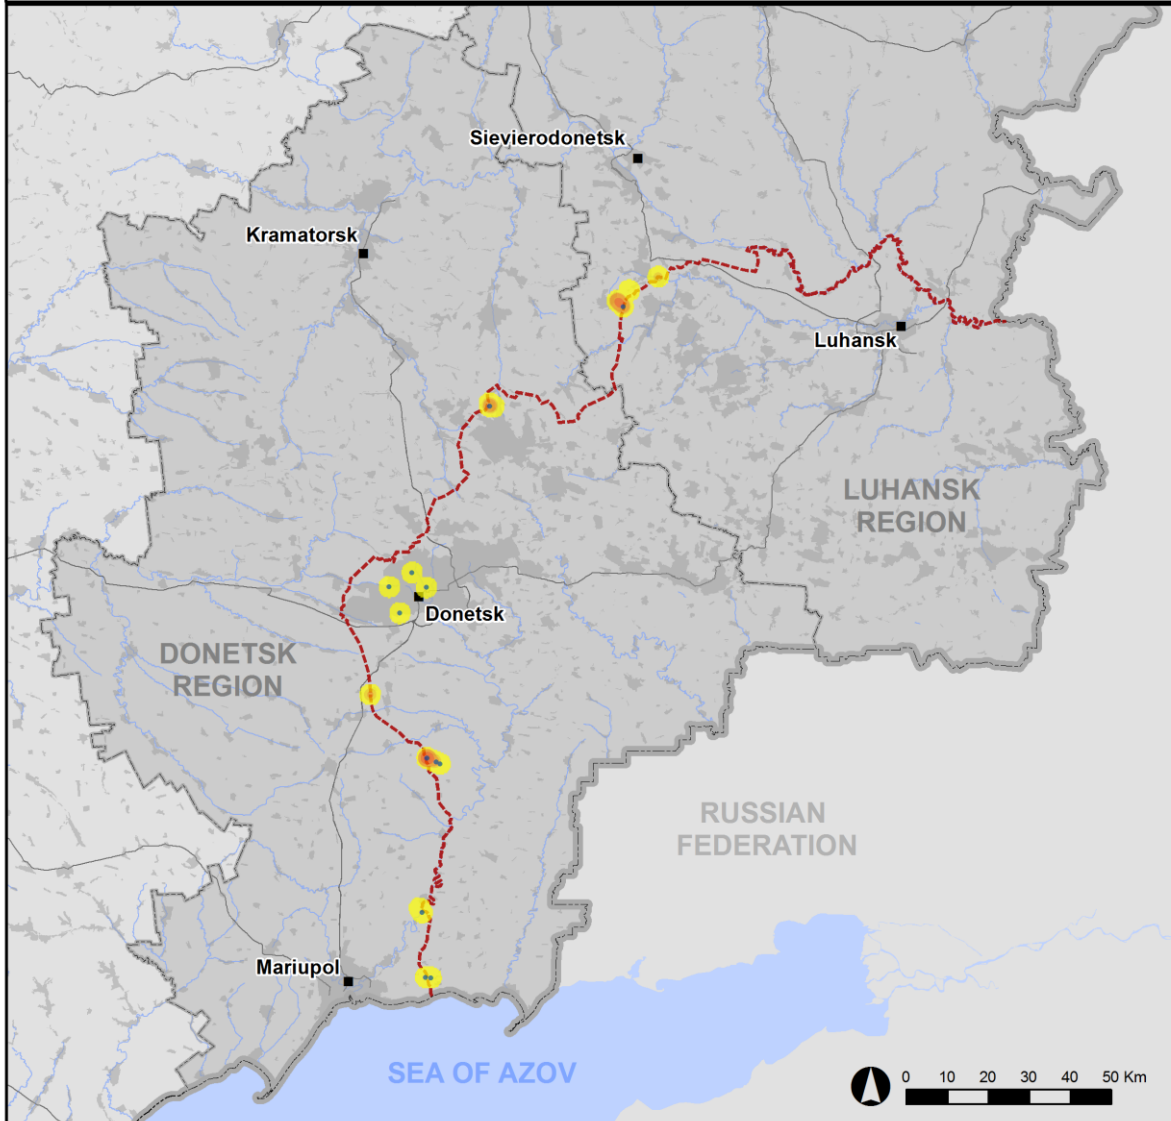 Sievierodonetsk
Kramatorsk
Luhansk
LUHANSK
REGION
Donetsk
DONETSK
REGION
RUSSIAN
FEDERATION
Mariupol
SEA OF AZOV
0 10 20 30 40 50 Km